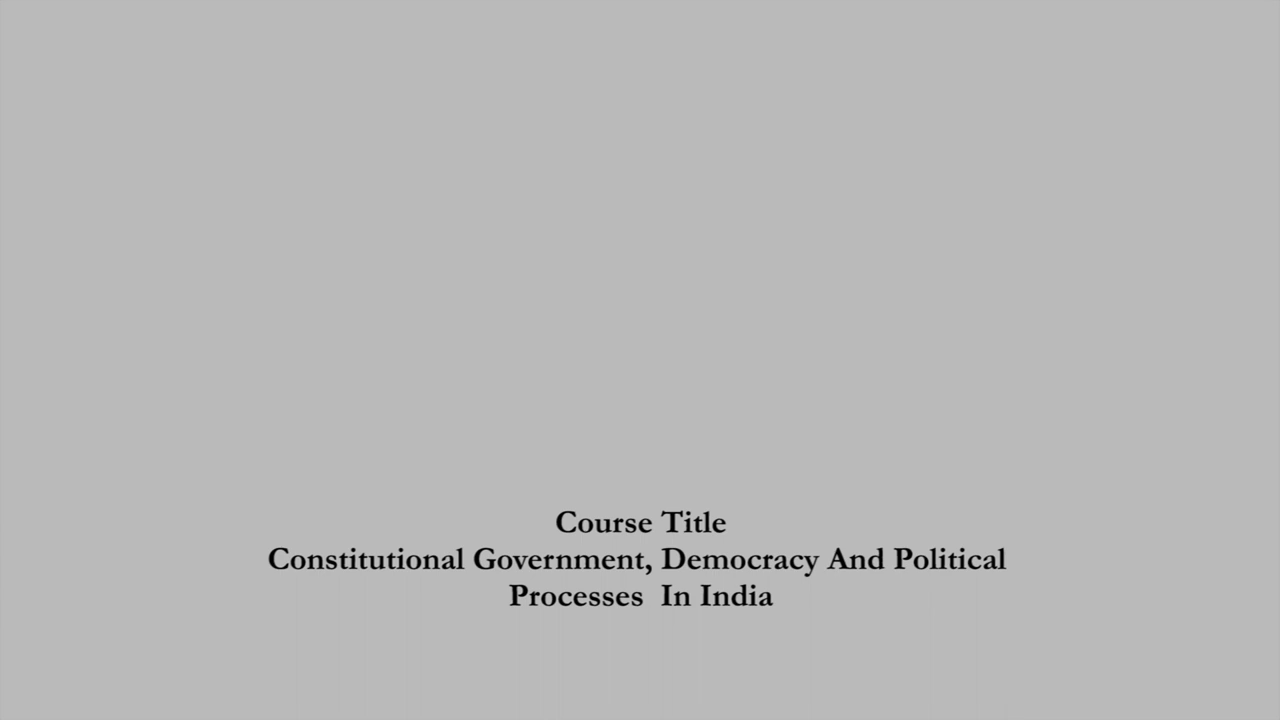 Course Title
Constitutional Government, Democracy And Political
Processes In India